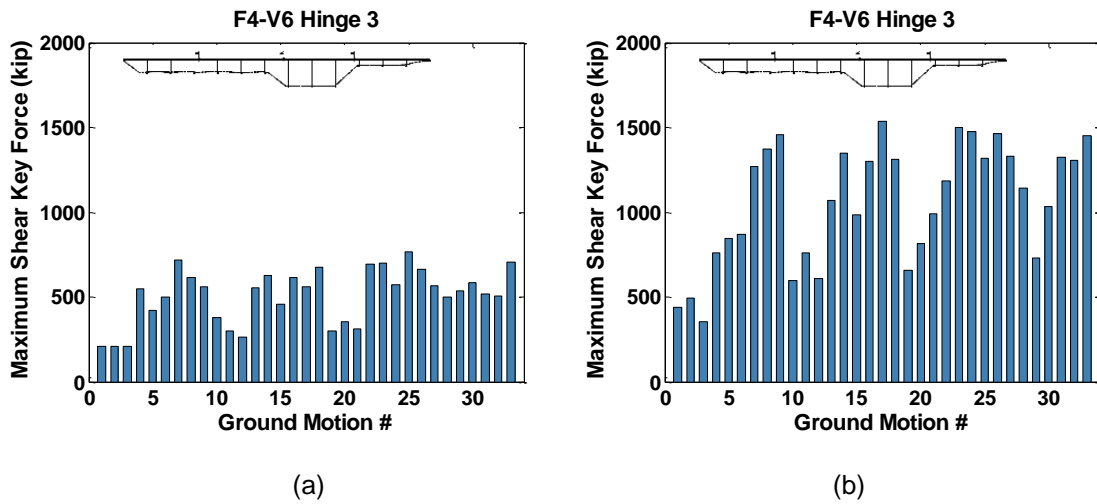 F4-V6 Hinge 3
2000
1500
1000
500
0
Maximum Shear Key Force (kip)
0 5 10 15 20 25 30
Ground Motion #
(a)
F4-V6 Hinge 3
2000
1500
1000
500
0
Maximum Shear Key Force (kip)
0 5 10 15 20 25 30
Ground Motion #
(b)